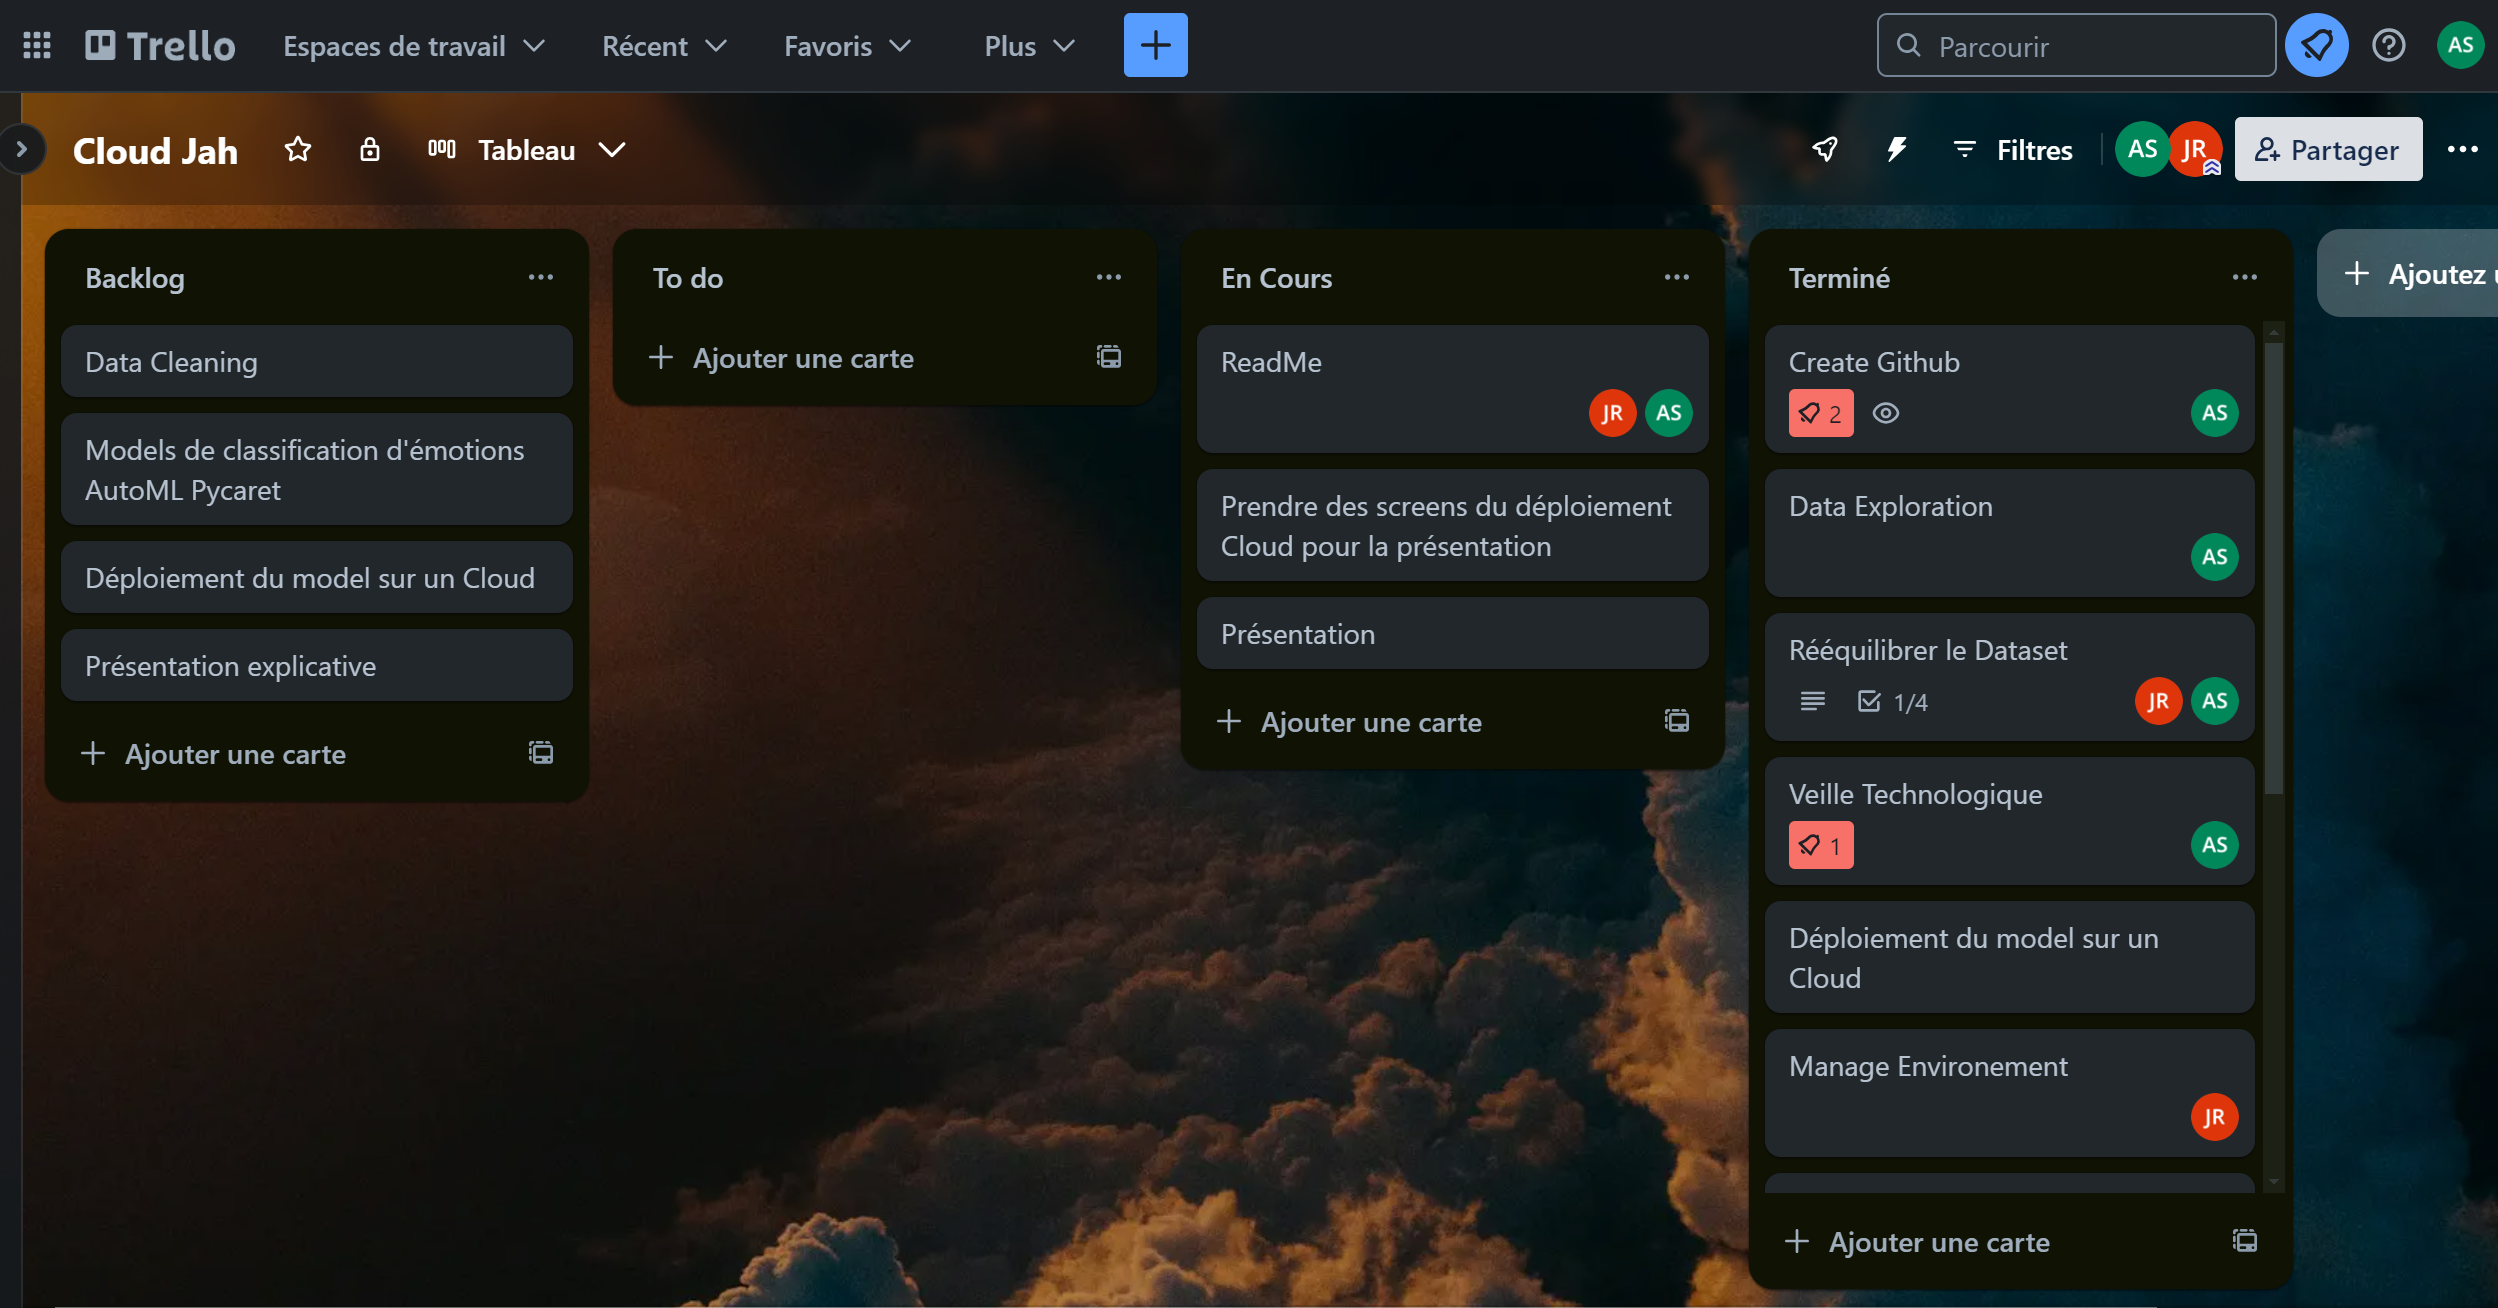 Trello
Espaces de travail
Récent
Favoris
Plus
Parcourir
AS
Cloud Jah
Tableau
Filtres
AS
JR
Partager
Backlog
Data Cleaning
Models de classification d'émotions
AutoML Pycaret
Déploiement du model sur un Cloud
Présentation explicative
Ajouter une carte
To do
Ajouter une carte
En Cours
ReadMe
JR AS
Prendre des screens du déploiement
Cloud pour la présentation
Présentation
Ajouter une carte
Terminé
Create Github
2
AS
Data Exploration
AS
Rééquilibrer le Dataset
1/4
JR AS
Veille Technologique
1
AS
Déploiement du model sur un
Cloud
Manage Environement
JR
Ajouter une carte
Ajoutez